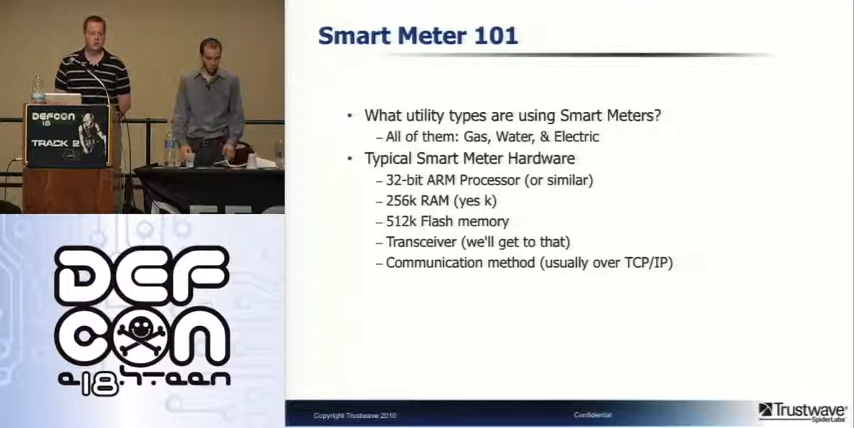 Smart Meter 101
• What utility types are using Smart Meters?
– All of them: Gas, Water, & Electric
• Typical Smart Meter Hardware
– 32-bit ARM Processor (or similar)
– 256k RAM (yes k)
– 512k Flash memory
– Transceiver (we'll get to that)
– Communication method (usually over TCP/IP)
DEFCON
18
TRACK 2
DEF
CON
Copyright Trustwave 2010
Confidential
Trustwave
SpiderLabs